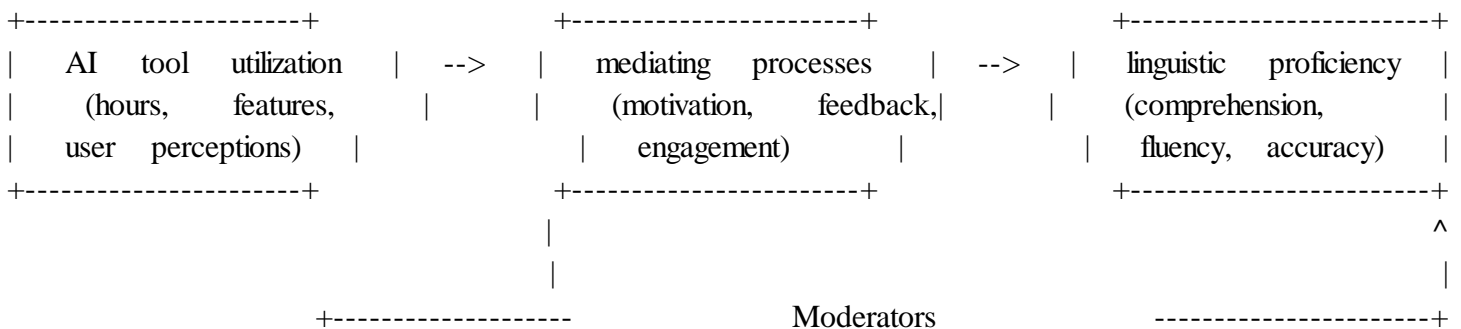 +-----------------------+ +------------------------+ +-------------------------+
| AI tool utilization | --> | mediating processes | --> | linguistic proficiency |
| (hours, features, | | (motivation, feedback,| | (comprehension, |
| user perceptions) | | engagement) | | fluency, accuracy) |
+-----------------------+ +------------------------+ +-------------------------+
| ^
| |
+-------------------- Moderators -----------------------+